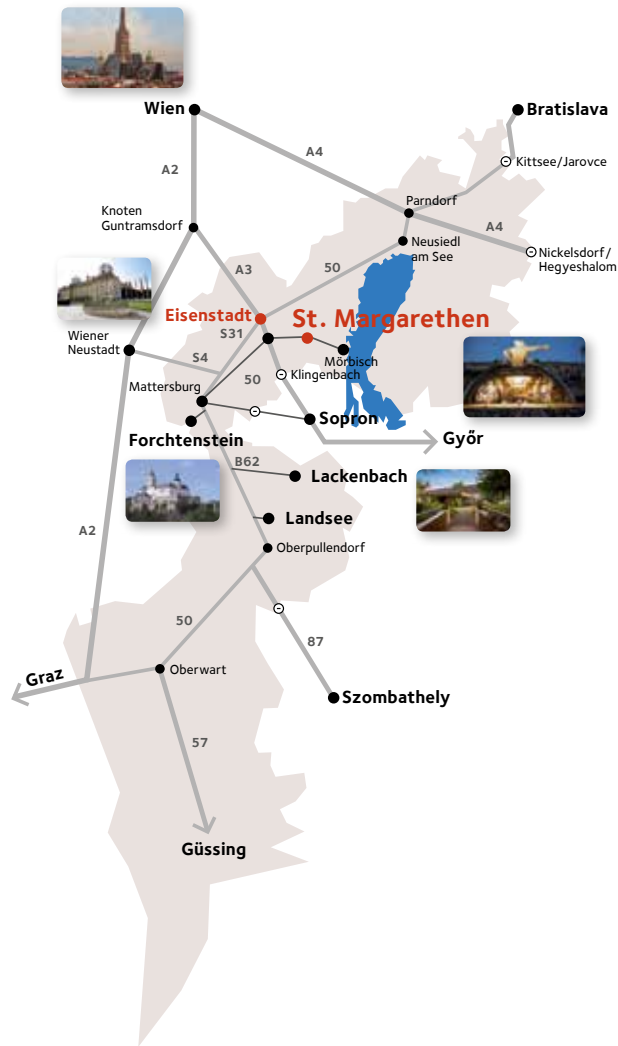 Wien
Bratislava
A4
A2
Kittsee/Jarovce
Parndorf
Knoten
Guntramsdorf
A4
Neusiedl
am See
Nickelsdorf/
Hegyeshalom
A3
50
Eisenstadt
St. Margarethen
S31
Wiener
Neustadt
Mörbisch
S4
Klingenbach
50
Mattersburg
Sopron
Forchtenstein
Győr
B62
Lackenbach
Landsee
A2
Oberpullendorf
50
87
Graz
Oberwart
Szombathely
57
Güssing